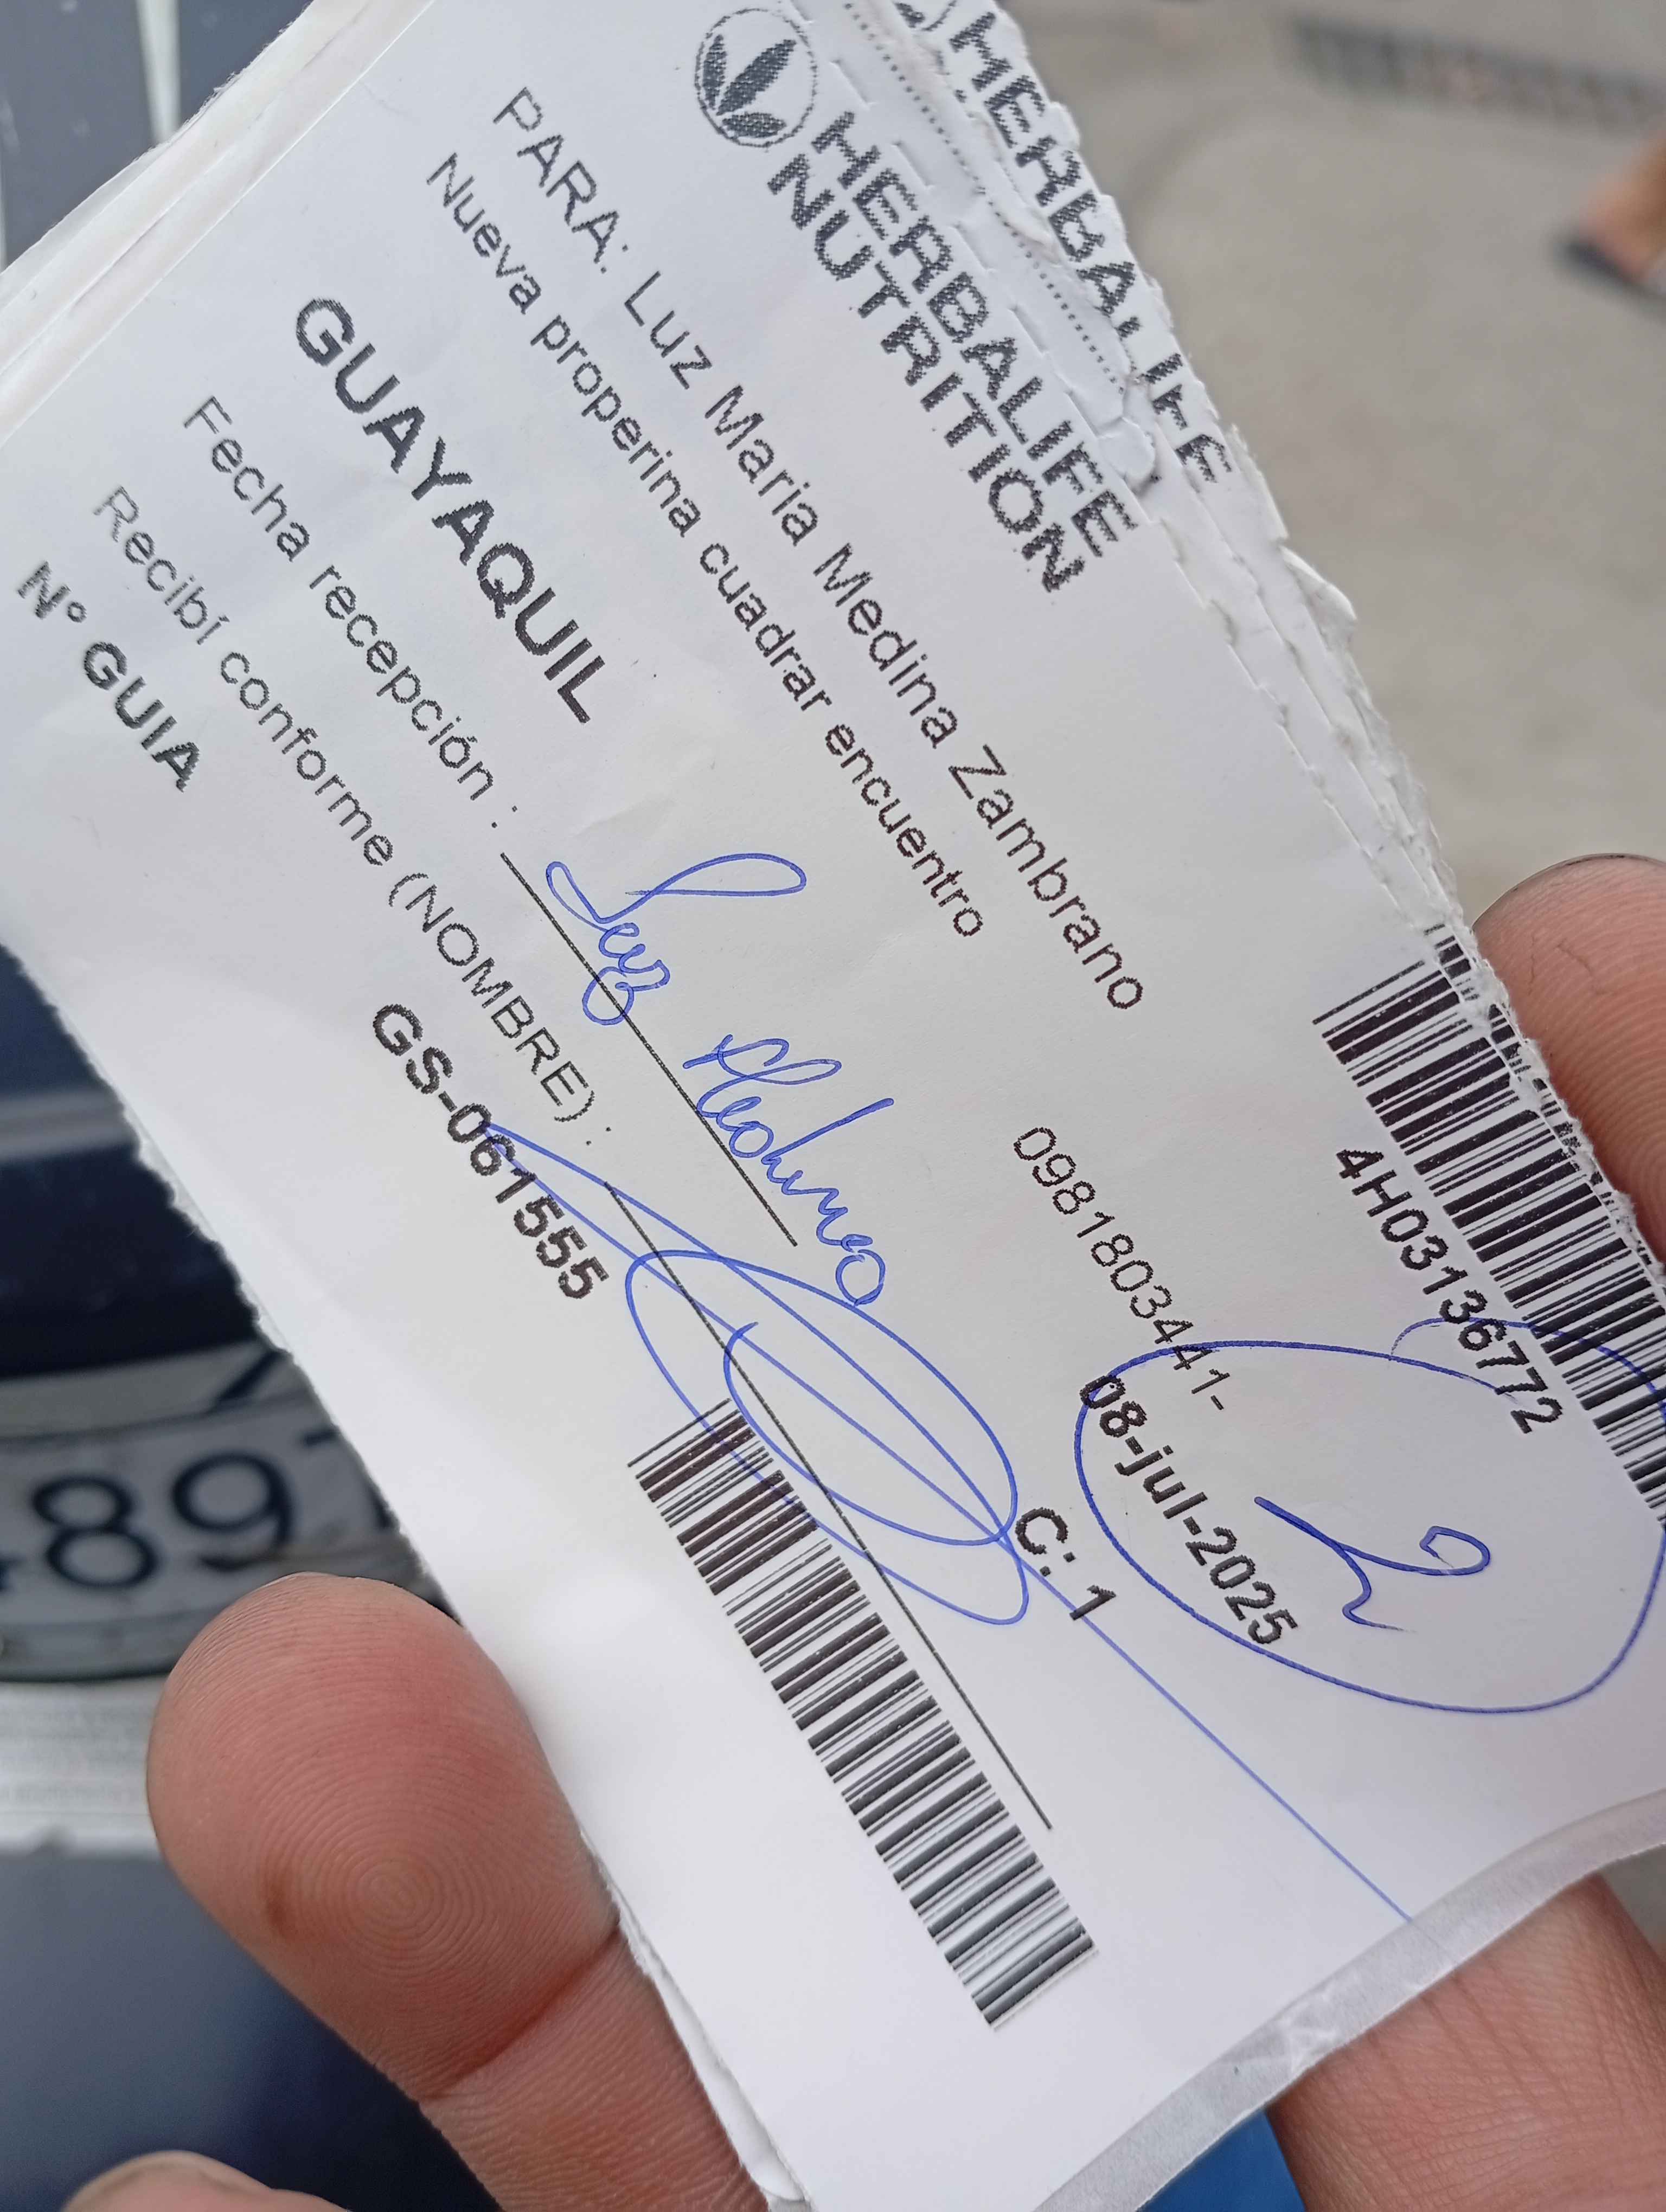 HERBALIFE
HERBALIFE
NUTRITION
4H03136772
PARA: Luz Maria Medina Zambrano
0981803441-
08-jul-2025
Nueva properina cuadrar encuentro
C: 1
GUAYAQUIL
Fecha recepción : Luz Medina
Recibí conforme (NOMBRE) :
N° GUIA GS-061555
897